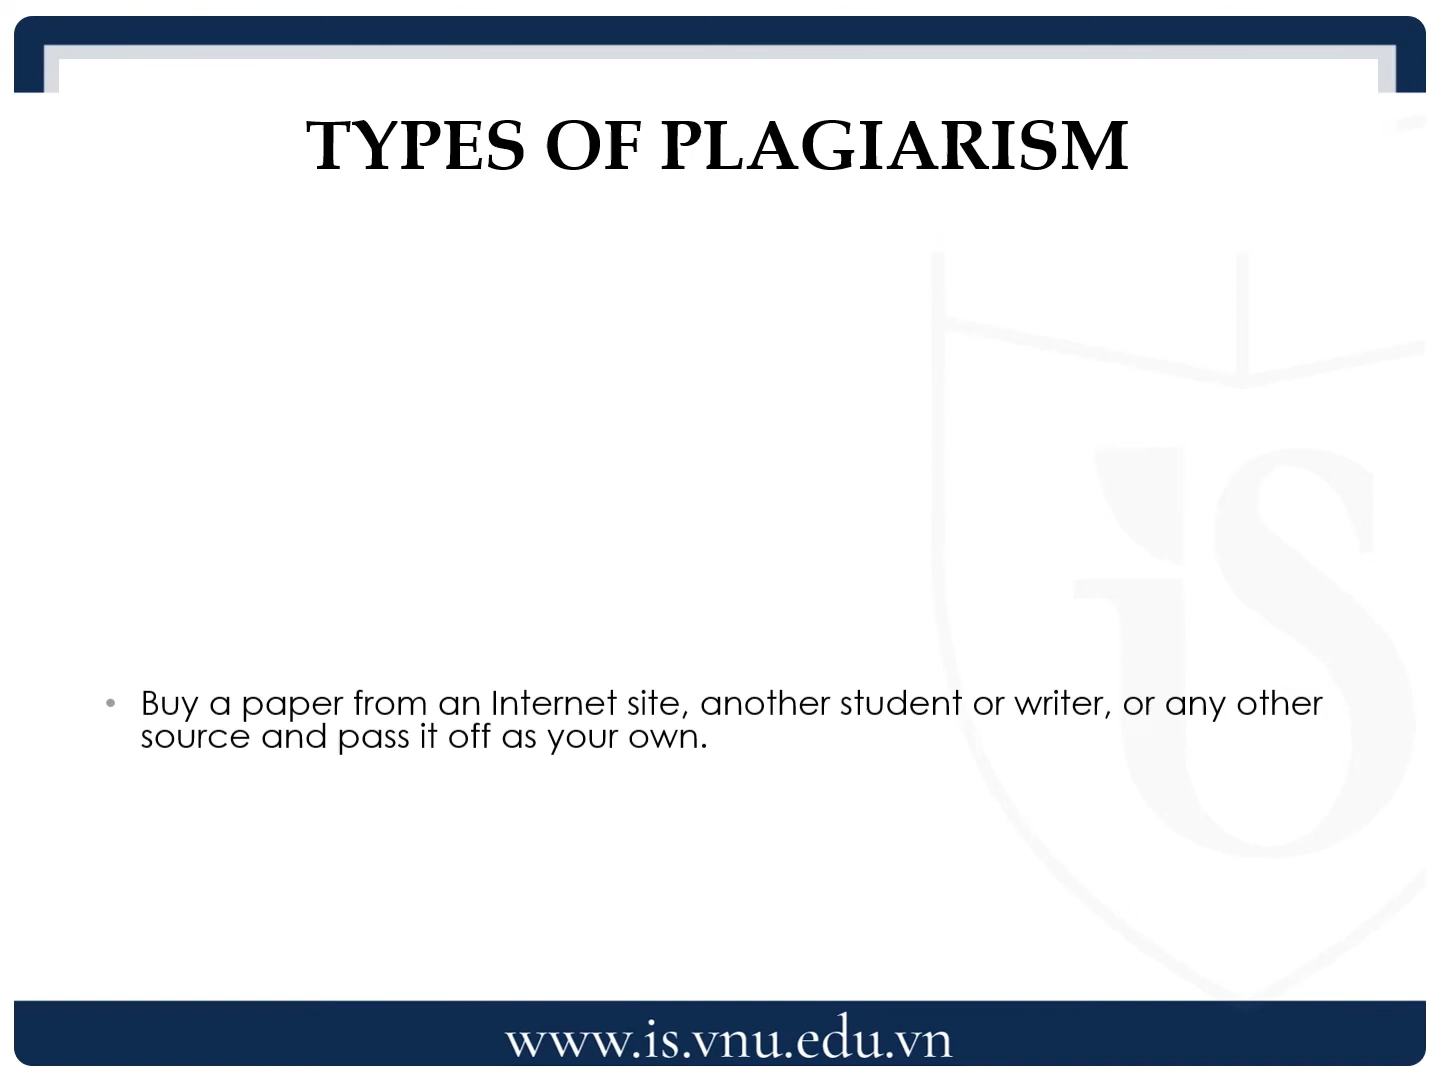 TYPES OF PLAGIARISM
• Buy a paper from an Internet site, another student or writer, or any other
source and pass it off as your own.
iS
www.is.vnu.edu.vn